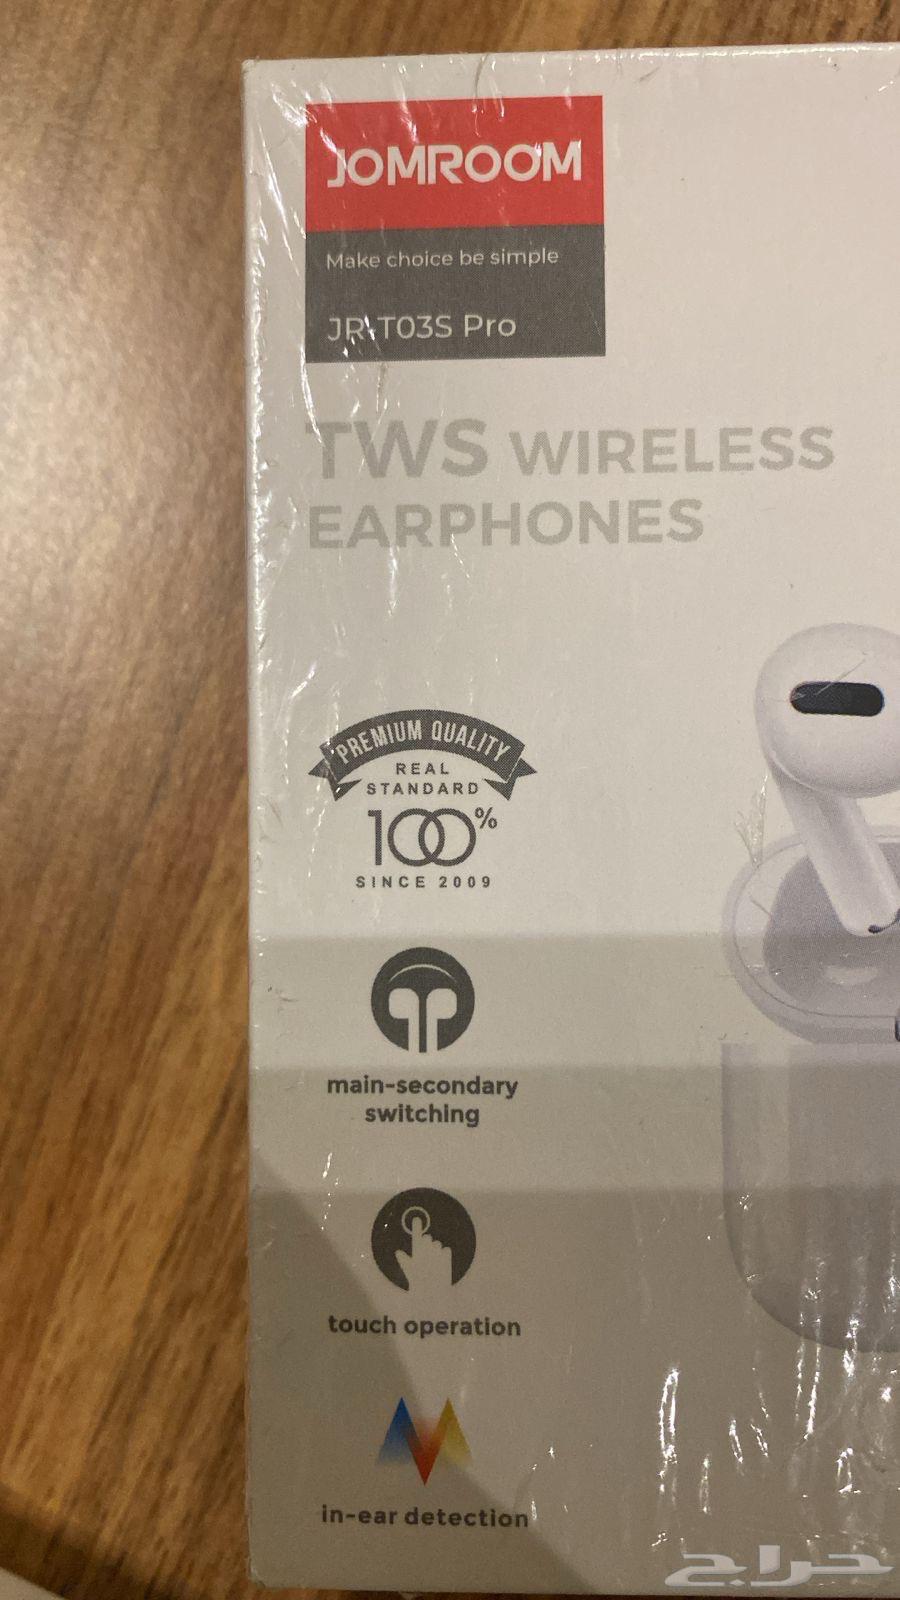 JOMROOM
Make choice be simple
JR-T03S Pro
TWS WIRELESS
EARPHONES
PREMIUM QUALITY
REAL
STANDARD
100%
SINCE 2009
main-secondary
switching
touch operation
in-ear detection
حراج